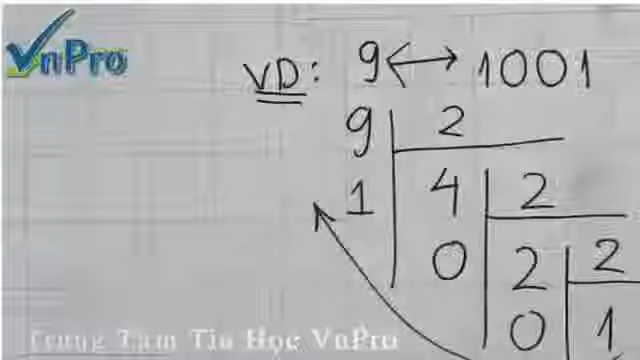 VnPro
VD: 9 ↔ 1001
9 2
1 4 2
0 2 2
0 1
Trung Tâm Tin Học VnPro